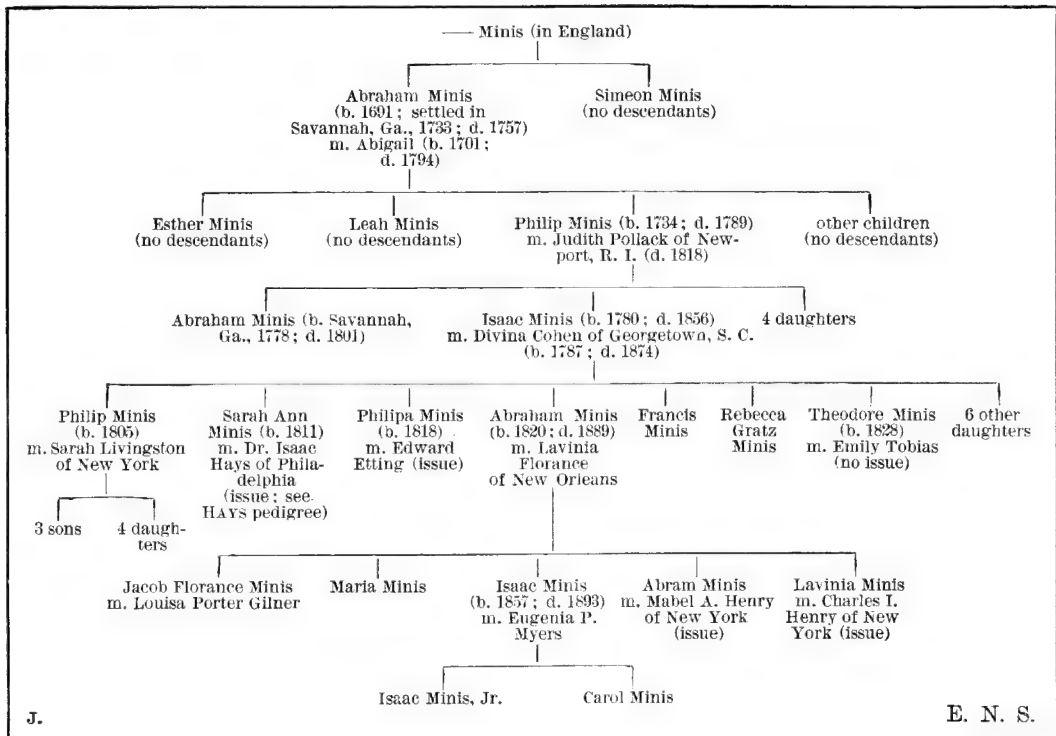 —— Minis (in England)
Abraham Minis
(b. 1691; settled in
Savannah, Ga., 1733; d. 1757)
m. Abigail (b. 1701;
d. 1794)
Simeon Minis
(no descendants)
Esther Minis
(no descendants)
Leah Minis
(no descendants)
Philip Minis (b. 1734; d. 1789)
m. Judith Pollack of New-
port, R. I. (d. 1818)
other children
(no descendants)
Abraham Minis (b. Savannah,
Ga., 1778; d. 1801)
Isaac Minis (b. 1780; d. 1856)
m. Divina Cohen of Georgetown, S. C.
(b. 1787; d. 1874)
4 daughters
Philip Minis
(b. 1805)
m. Sarah Livingston
of New York
Sarah Ann
Minis (b. 1811)
m. Dr. Isaac
Hays of Phila-
delphia
(issue; see
HAYS pedigree)
Philipa Minis
(b. 1818)
m. Edward
Etting (issue)
Abraham Minis
(b. 1820; d. 1889)
m. Lavinia
Florance
of New Orleans
Francis
Minis
Rebecca
Gratz
Minis
Theodore Minis
(b. 1828)
m. Emily Tobias
(no issue)
6 other
daughters
3 sons
4 daugh-
ters
Jacob Florance Minis
m. Louisa Porter Gilner
Maria Minis
Isaac Minis
(b. 1857; d. 1893)
m. Eugenia P.
Myers
Abram Minis
m. Mabel A. Henry
of New York
(issue)
Lavinia Minis
m. Charles I.
Henry of New
York (issue)
Isaac Minis, Jr.
Carol Minis
J.
E. N. S.